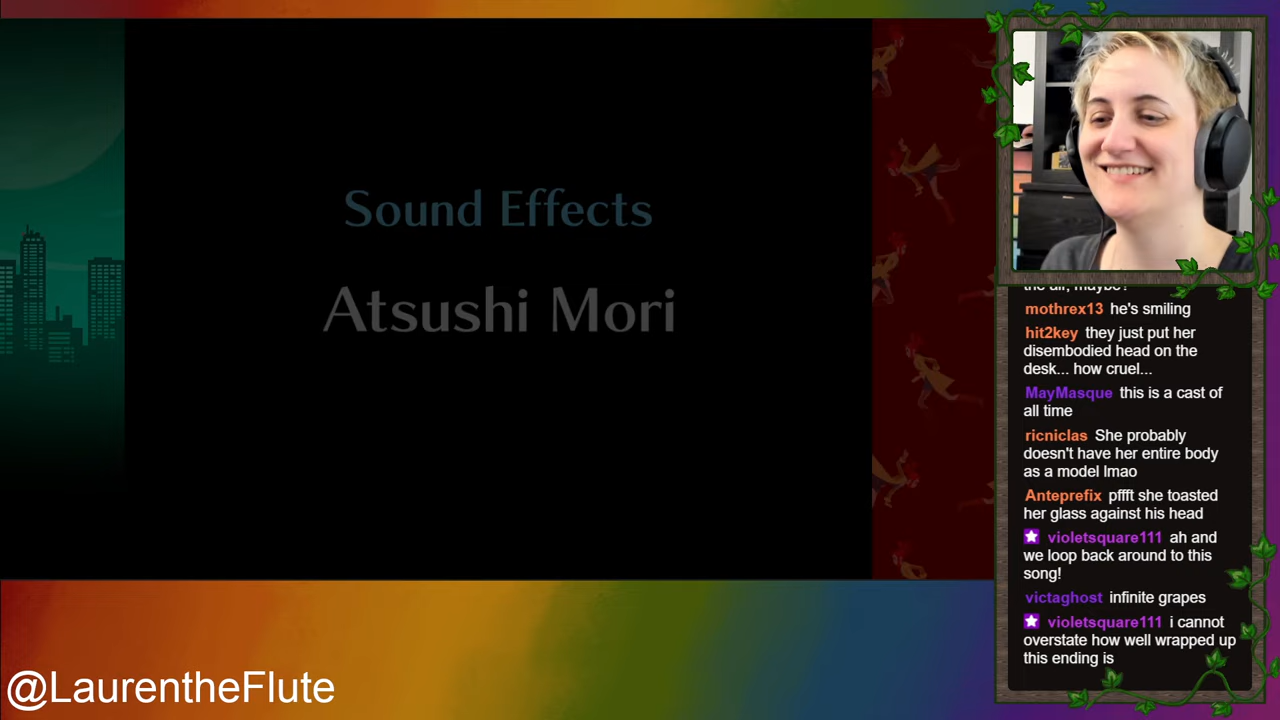 Sound Effects
Atsushi Mori
the air, maybe?
mothrex13 he's smiling
hit2key they just put her
disembodied head on the
desk... how cruel...
MayMasque this is a cast of
all time
ricniclas She probably
doesn't have her entire body
as a model lmao
Anteprefix pffft she toasted
her glass against his head
violetsquare111 ah and
we loop back around to this
song!
victaghost infinite grapes
violetsquare111 i cannot
overstate how well wrapped up
this ending is
@LaurentheFlute